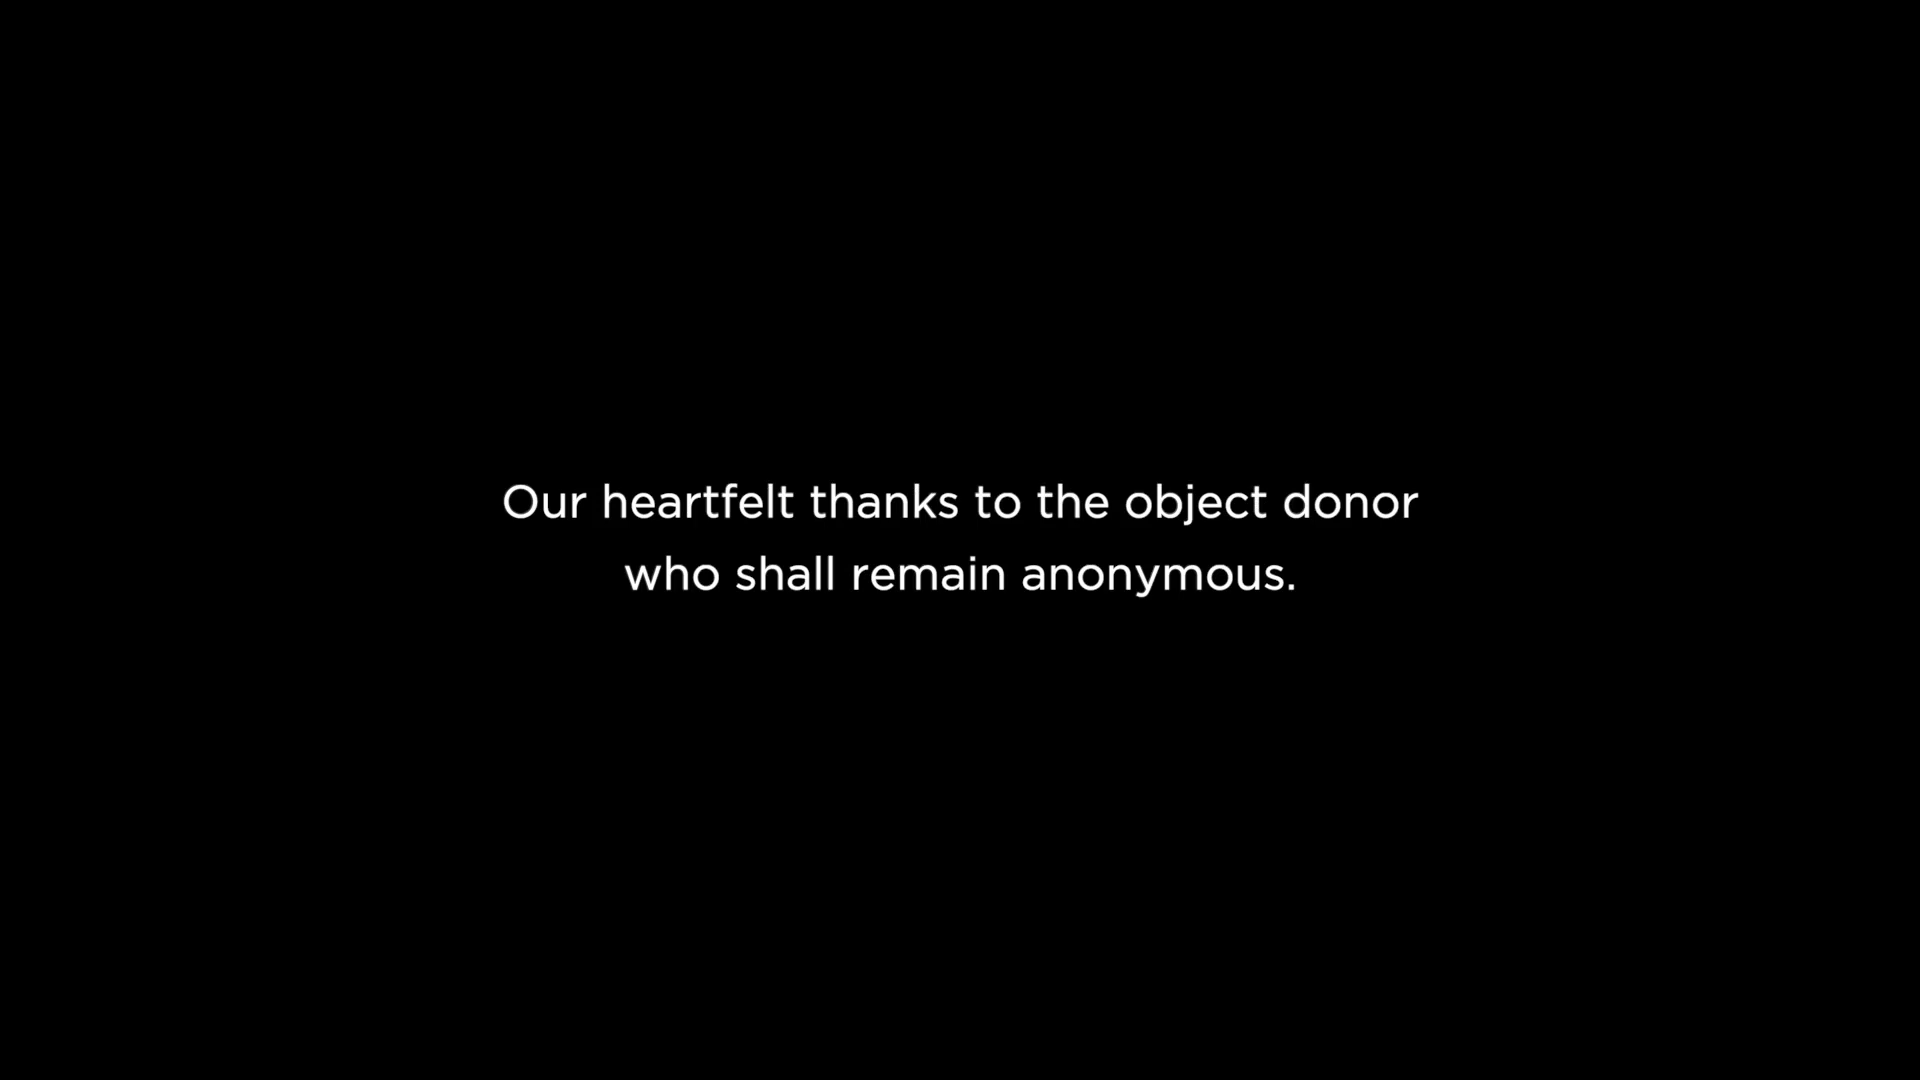 Our heartfelt thanks to the object donor
who shall remain anonymous.